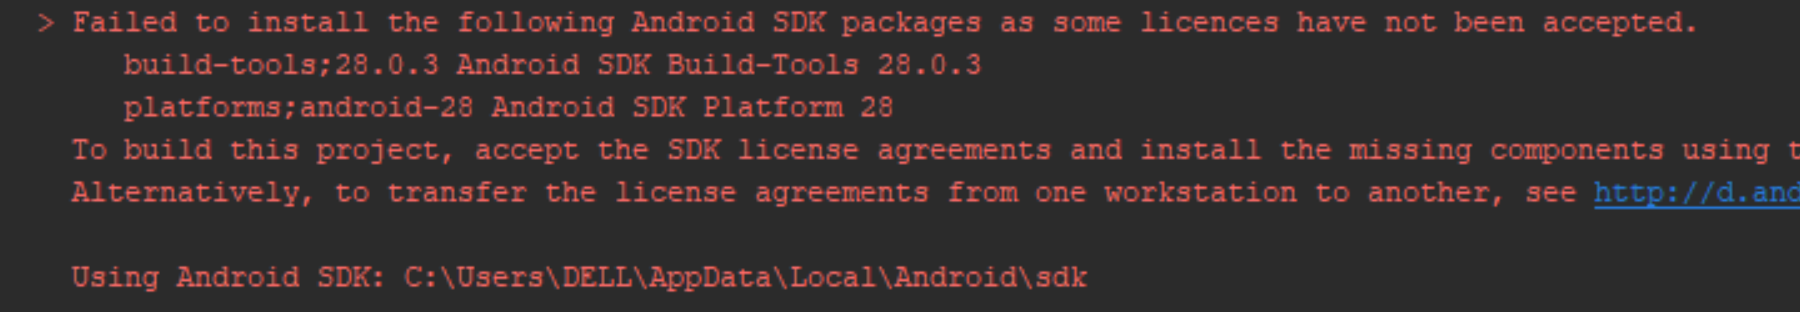 > Failed to install the following Android SDK packages as some licences have not been accepted.
build-tools;28.0.3 Android SDK Build-Tools 28.0.3
platforms;android-28 Android SDK Platform 28
To build this project, accept the SDK license agreements and install the missing components using t
Alternatively, to transfer the license agreements from one workstation to another, see http://d.and
Using Android SDK: C:\Users\DELL\AppData\Local\Android\sdk